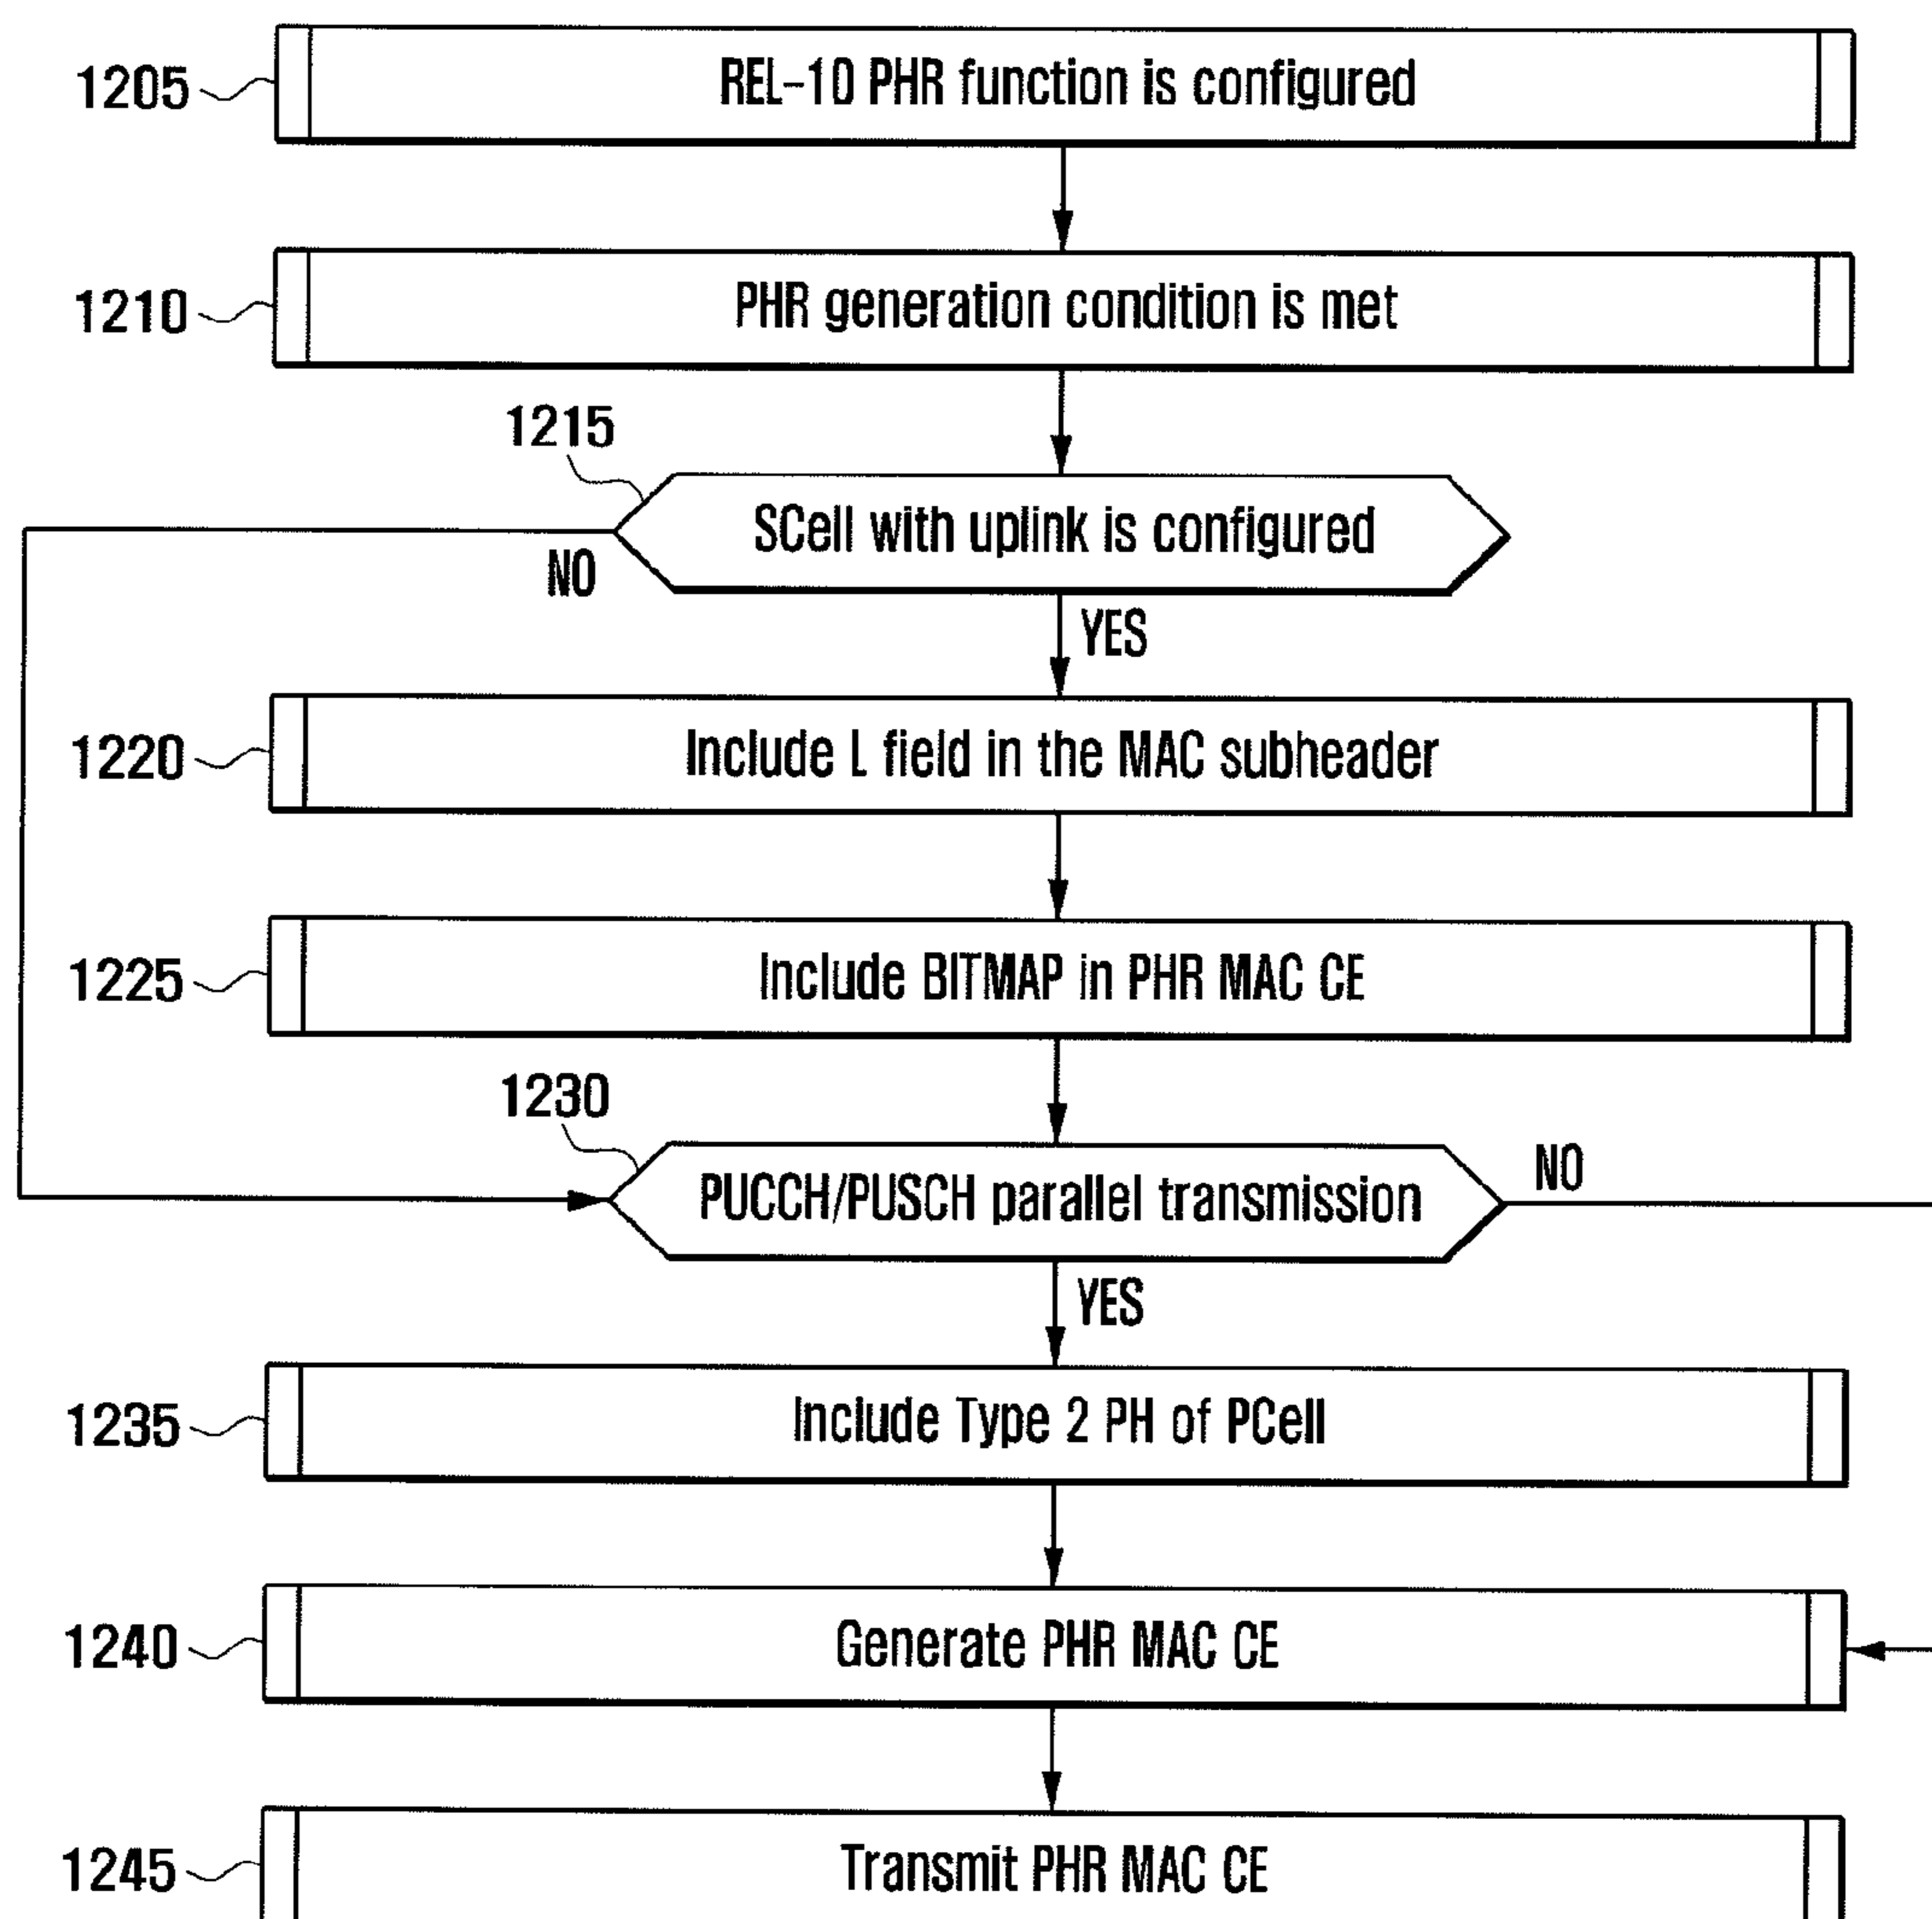 1205
REL-10 PHR function is configured
1210
PHR generation condition is met
1215
SCell with uplink is configured
NO
YES
1220
Include L field in the MAC subheader
1225
Include BITMAP in PHR MAC CE
1230
PUCCH/PUSCH parallel transmission
NO
YES
1235
Include Type 2 PH of PCell
1240
Generate PHR MAC CE
1245
Transmit PHR MAC CE